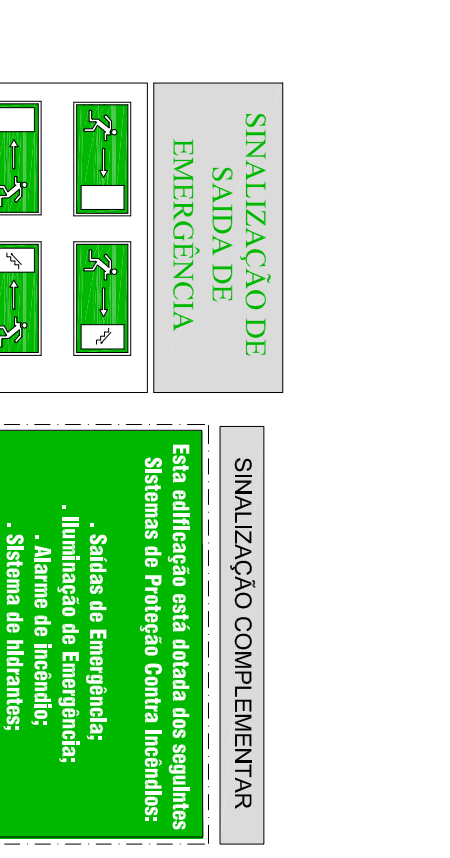 SINALIZAÇÃO DE
SAIDA DE
EMERGÊNCIA
SINALIZAÇÃO COMPLEMENTAR
Esta edificação está dotada dos seguintes
Sistemas de Proteção Contra Incêndios:
. Saídas de Emergência;
. Iluminação de Emergência;
. Alarme de incêndio;
. Sistema de hidrantes;